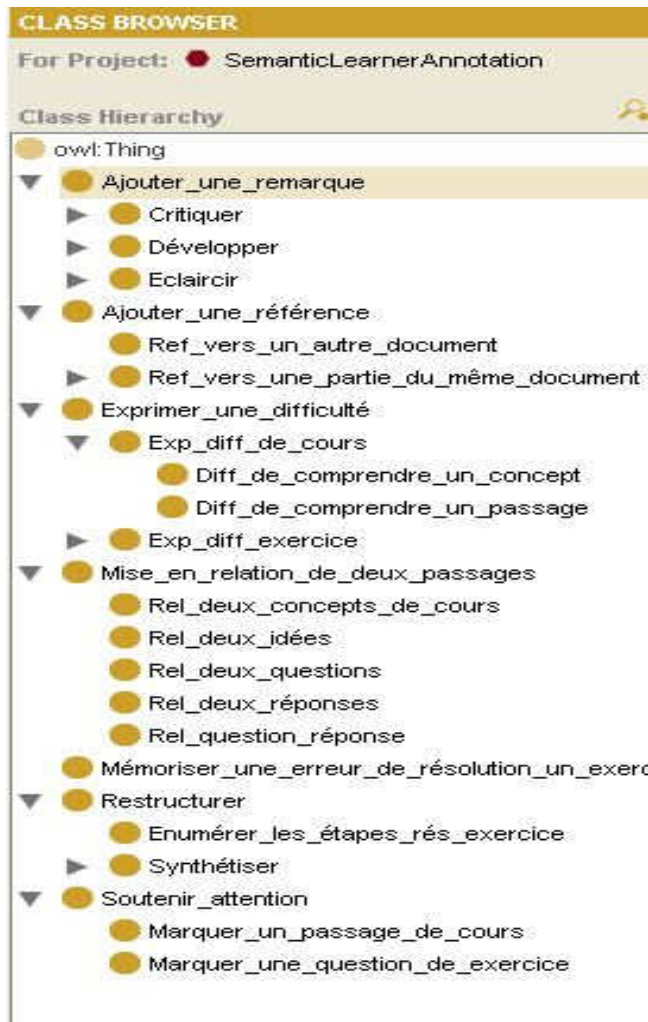 CLASS BROWSER
For Project: SemanticLearnerAnnotation
Class Hierarchy
owl:Thing
Ajouter_une_remarque
Critiquer
Développer
Eclaircir
Ajouter_une_référence
Ref_vers_un_autre_document
Ref_vers_une_partie_du_même_document
Exprimer_une_difficulté
Exp_diff_de_cours
Diff_de_comprendre_un_concept
Diff_de_comprendre_un_passage
Exp_diff_exercice
Mise_en_relation_de_deux_passages
Rel_deux_concepts_de_cours
Rel_deux_idées
Rel_deux_questions
Rel_deux_réponses
Rel_question_réponse
Mémoriser_une_erreur_de_résolution_un_exerc
Restructurer
Enumérer_les_étapes_rés_exercice
Synthétiser
Soutenir_attention
Marquer_un_passage_de_cours
Marquer_une_question_de_exercice